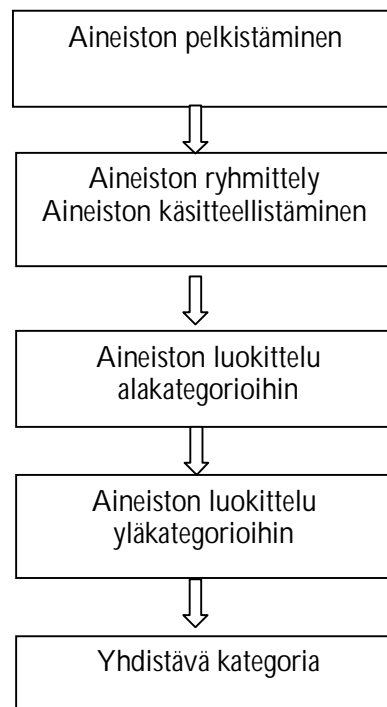 Aineiston pelkistäminen
Aineiston ryhmittely
Aineiston käsitteellistäminen
Aineiston luokittelu
alakategorioihin
Aineiston luokittelu
yläkategorioihin
Yhdistävä kategoria